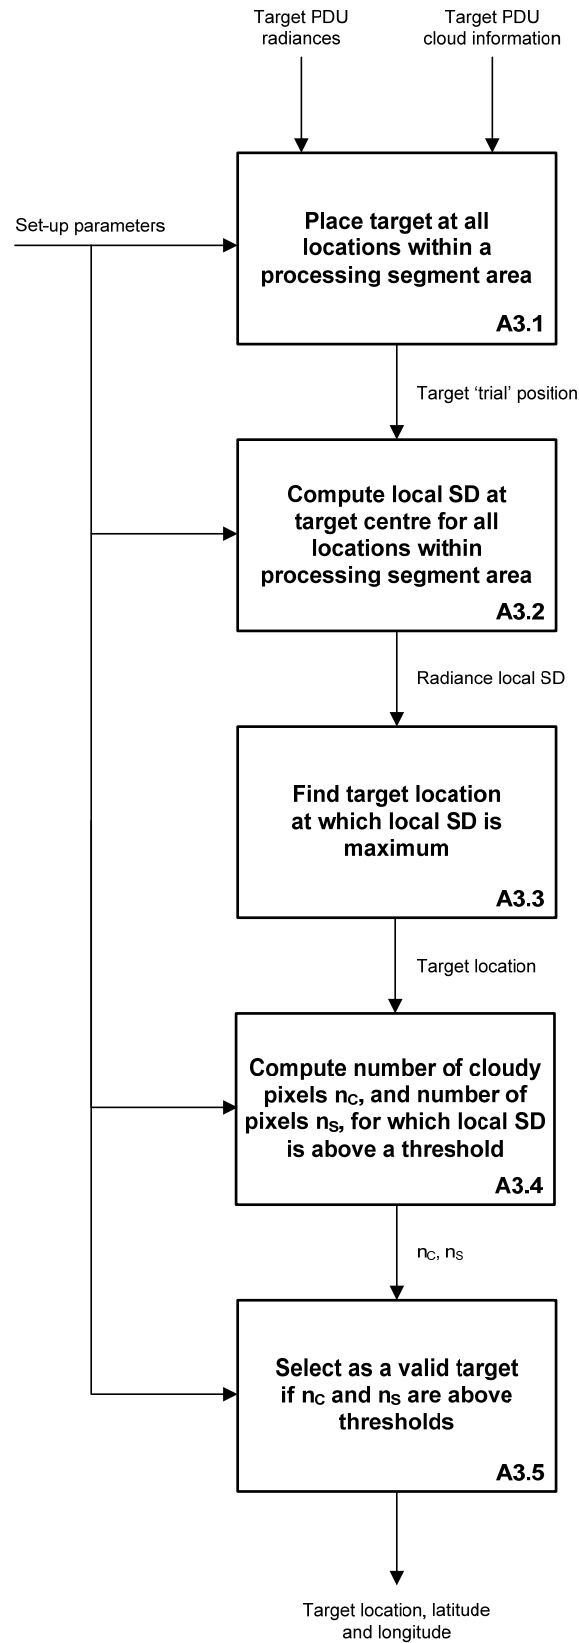 Target PDU
radiances
Target PDU
cloud information
Set-up parameters
Place target at all
locations within a
processing segment area
A3.1
Target ‘trial’ position
Compute local SD at
target centre for all
locations within
processing segment area
A3.2
Radiance local SD
Find target location
at which local SD is
maximum
A3.3
Target location
Compute number of cloudy
pixels nC, and number of
pixels nS, for which local SD
is above a threshold
A3.4
nC, nS
Select as a valid target
if nC and nS are above
thresholds
A3.5
Target location, latitude
and longitude